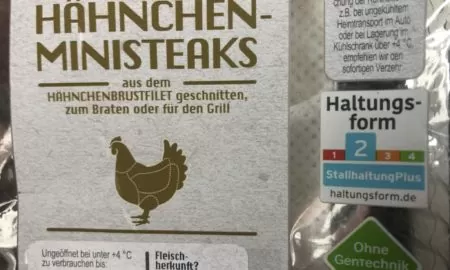 HÄHNCHEN-
MINISTEAKS
aus dem
HÄHNCHENBRUSTFILET geschnitten,
zum Braten oder für den Grill
Ungeöffnet bei unter +4 °C
zu verbrauchen bis:
Fleisch-
herkunft?
z.B. bei ungekühltem
Heimtransport im Auto
oder bei Lagerung im
Kühlschrank über +4 °C,
empfehlen wir den
sofortigen Verzehr.
Haltungs-
form
1 2 3 4
StallhaltungPlus
haltungsform.de
Ohne
Gentechnik